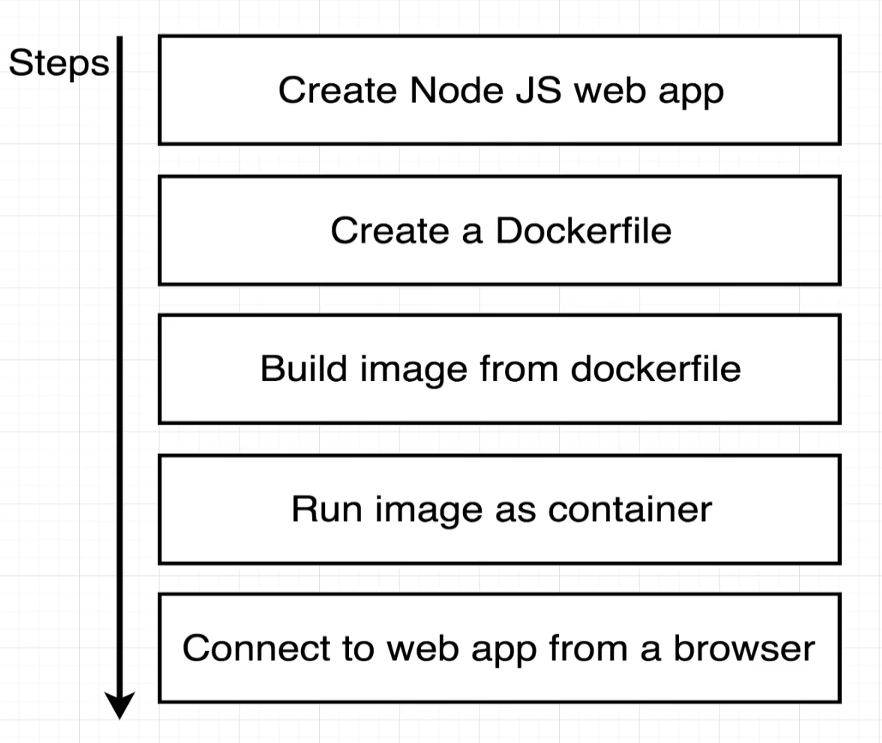 Steps
Create Node JS web app
Create a Dockerfile
Build image from dockerfile
Run image as container
Connect to web app from a browser